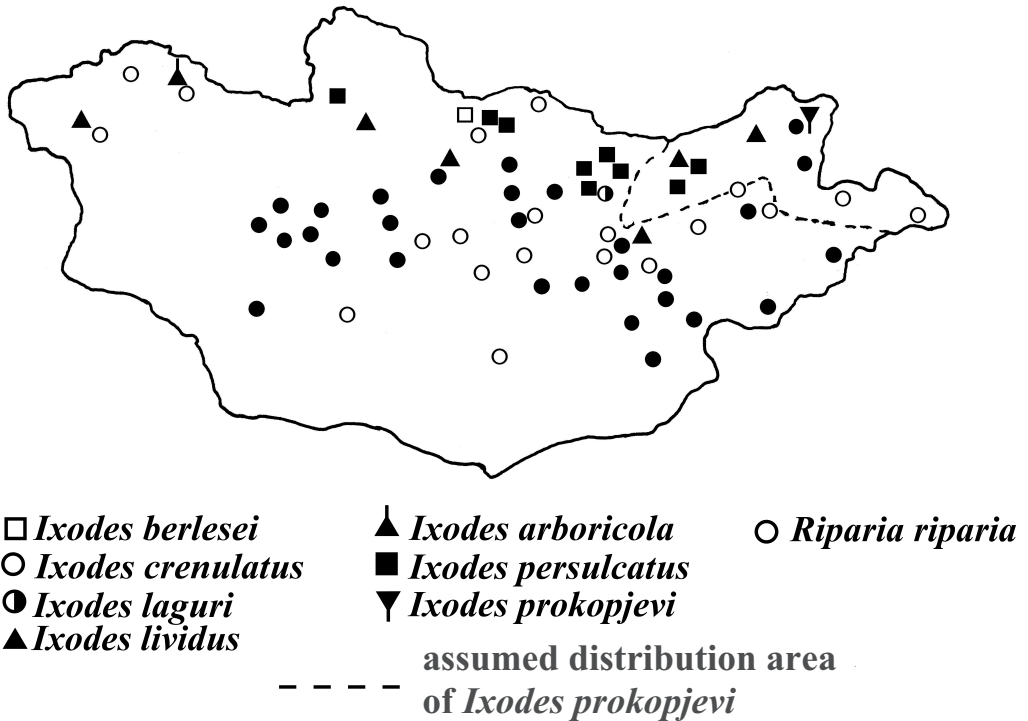 Ixodes berlesei
Ixodes crenulatus
Ixodes laguri
Ixodes lividus
Ixodes arboricola
Ixodes persulcatus
Ixodes prokopjevi
Riparia riparia
assumed distribution area
of Ixodes prokopjevi